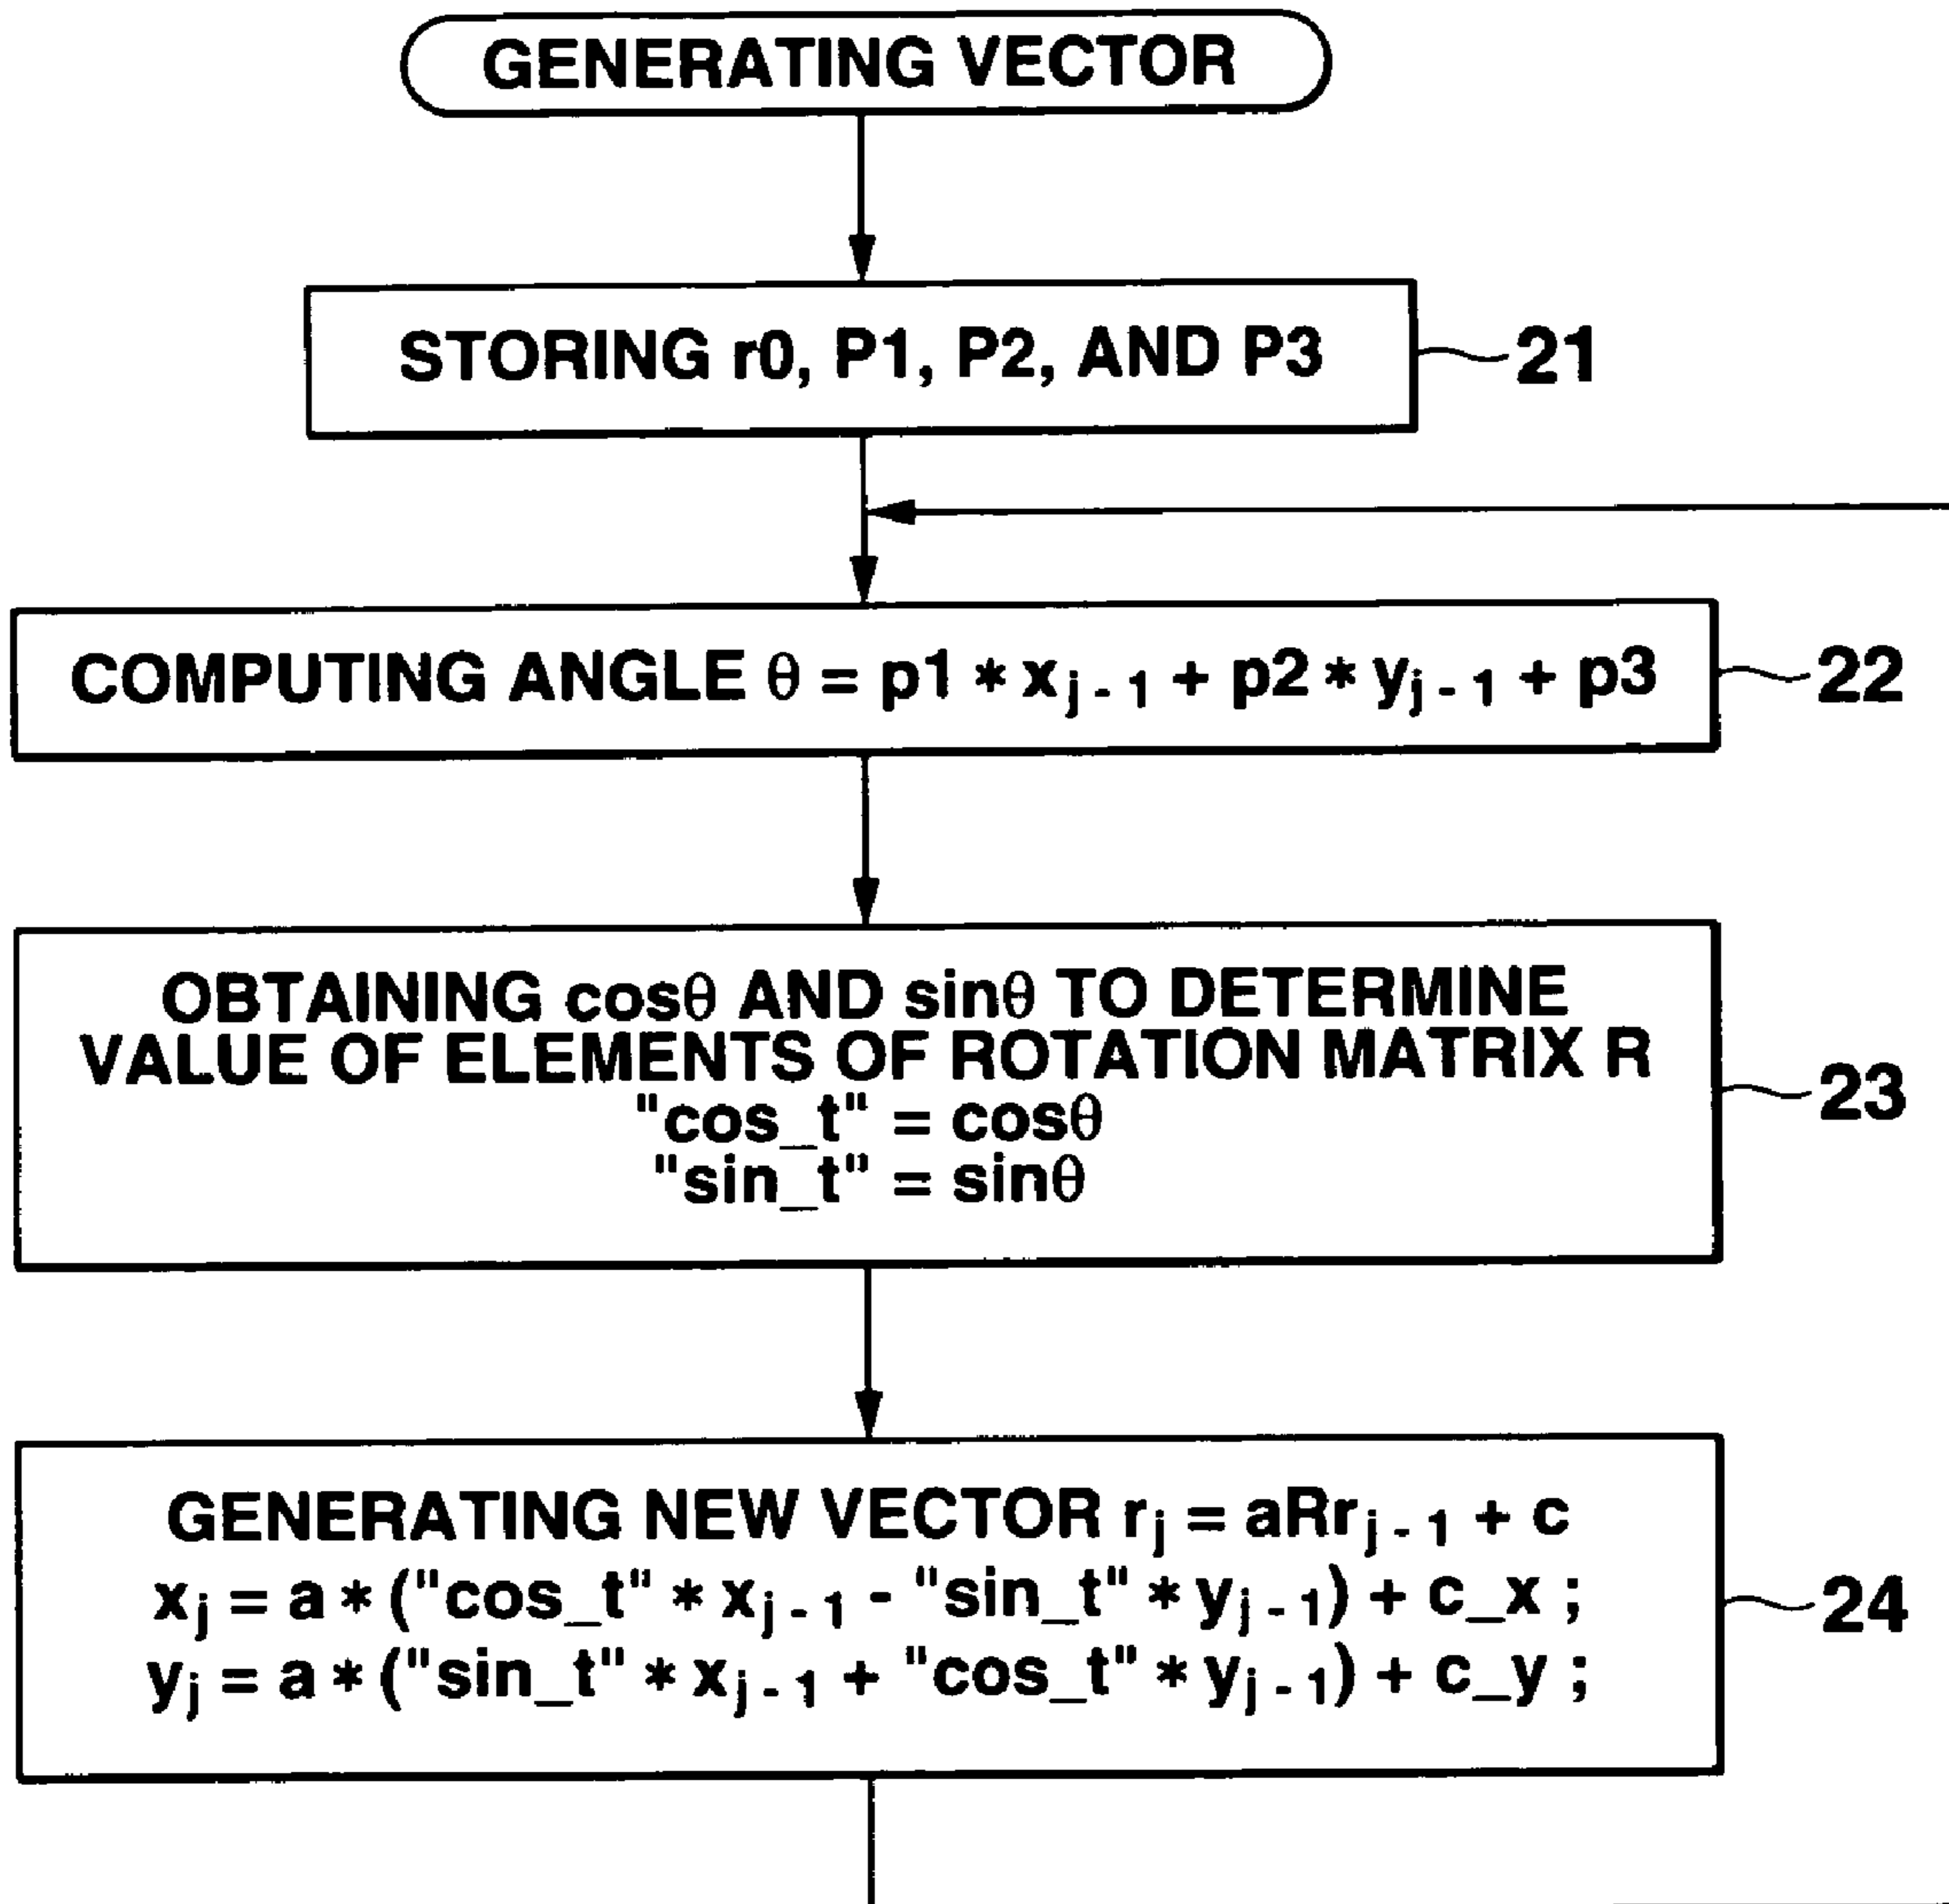 GENERATING VECTOR
STORING r0, P1, P2, AND P3
21
COMPUTING ANGLE θ = p1 * xj-1 + p2 * yj-1 + p3
22
OBTAINING cosθ AND sinθ TO DETERMINE
VALUE OF ELEMENTS OF ROTATION MATRIX R
"cos_t" = cosθ
"sin_t" = sinθ
23
GENERATING NEW VECTOR rj = aRrj-1 + c
xj = a * ("cos_t" * xj-1 - "sin_t" * yj-1) + c_x ;
yj = a * ("sin_t" * xj-1 + "cos_t" * yj-1) + c_y ;
24